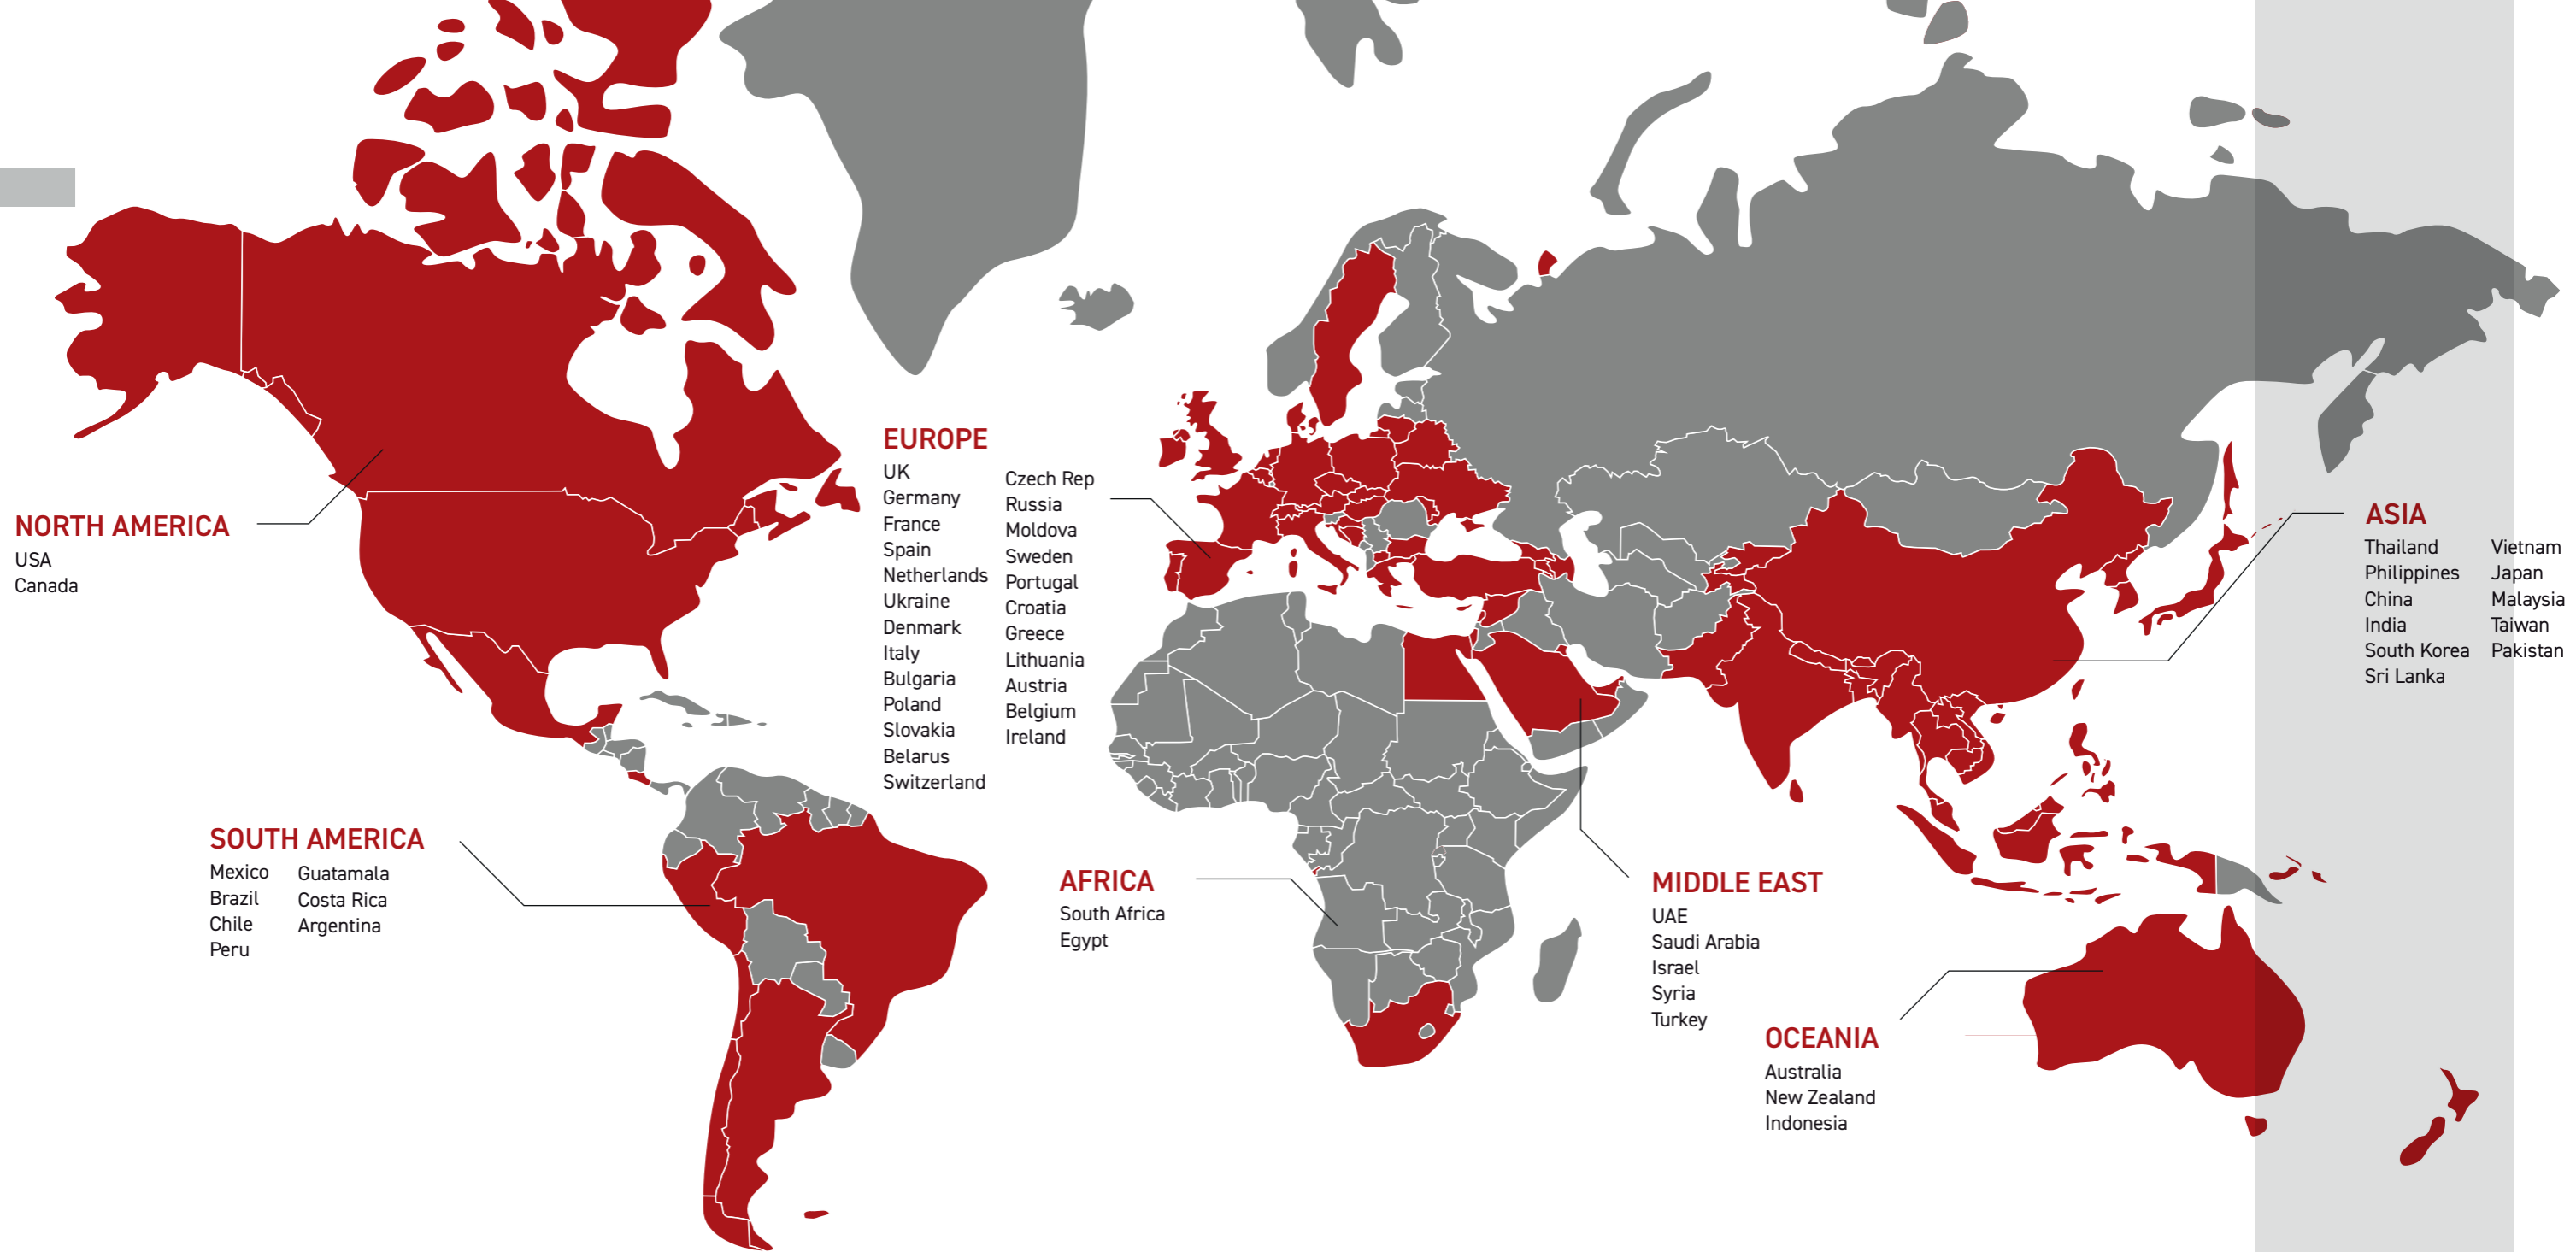 NORTH AMERICA
USA
Canada
SOUTH AMERICA
Mexico
Brazil
Chile
Peru
Guatamala
Costa Rica
Argentina
EUROPE
UK
Germany
France
Spain
Netherlands
Ukraine
Denmark
Italy
Bulgaria
Poland
Slovakia
Belarus
Switzerland
Czech Rep
Russia
Moldova
Sweden
Portugal
Croatia
Greece
Lithuania
Austria
Belgium
Ireland
AFRICA
South Africa
Egypt
MIDDLE EAST
UAE
Saudi Arabia
Israel
Syria
Turkey
OCEANIA
Australia
New Zealand
Indonesia
ASIA
Thailand
Philippines
China
India
South Korea
Sri Lanka
Vietnam
Japan
Malaysia
Taiwan
Pakistan